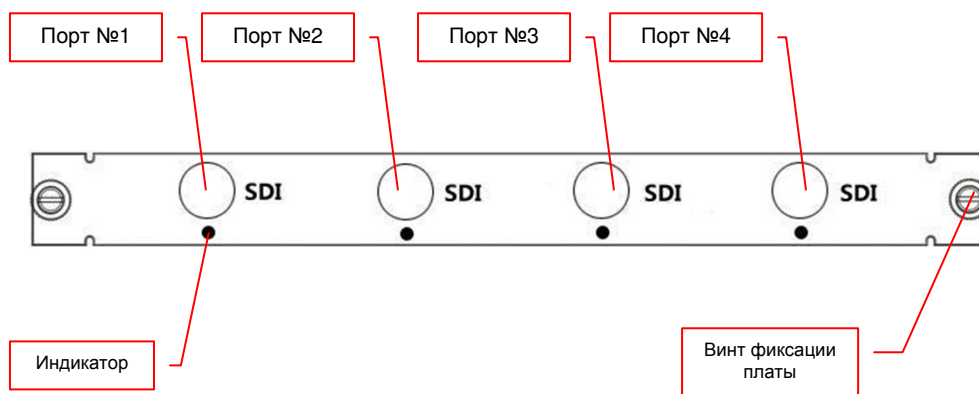 Порт №1
Порт №2
Порт №3
Порт №4
SDI
SDI
SDI
SDI
Индикатор
Винт фиксации
платы